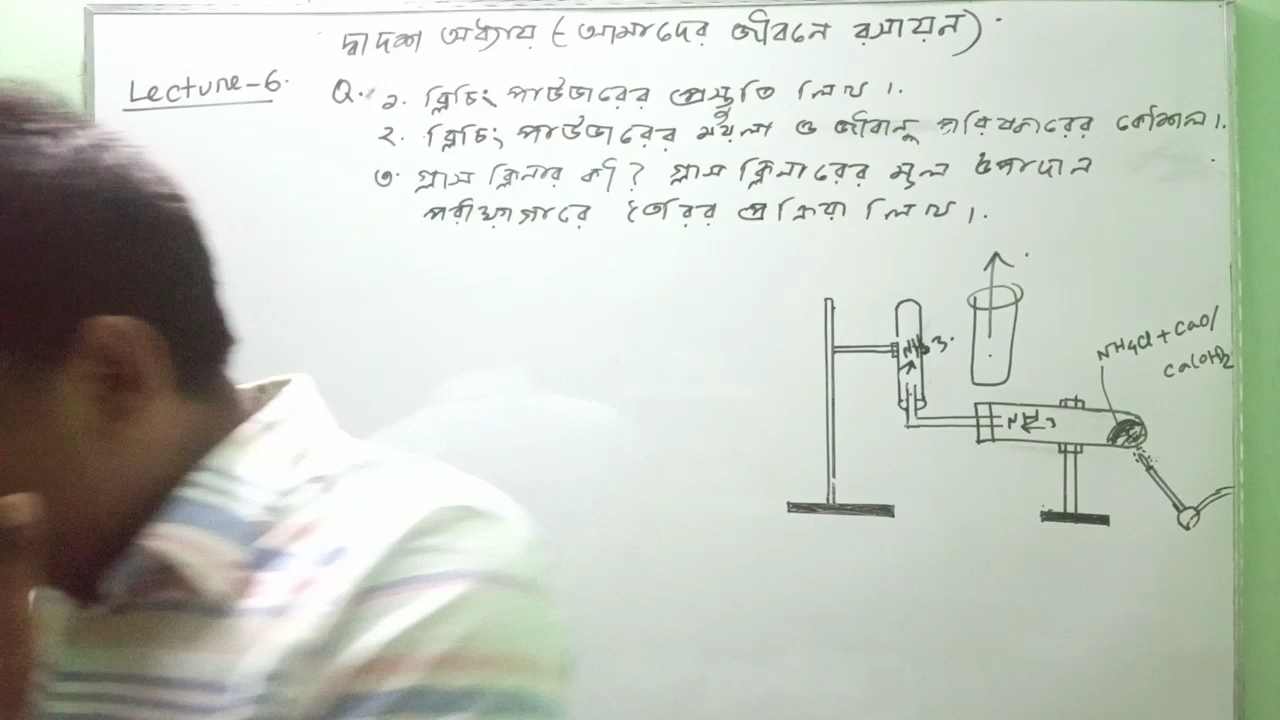 দ্বাদশ অধ্যায় (আমাদের জীবনে রসায়ন)
Lecture-6.
Q. ১. ব্লিচিং পাউডারের প্রস্তুতি লিখ।
২. ব্লিচিং পাউডারের ময়লা ও জীবানু পরিষ্কারের কৌশল।
৩. গ্লাস ক্লিনার কী? গ্লাস ক্লিনারের মূল উপাদান
পরীক্ষাগারে তৈরির প্রক্রিয়া লিখ।
NH3.
NH4Cl + CaO/
Ca(OH)2
NH3